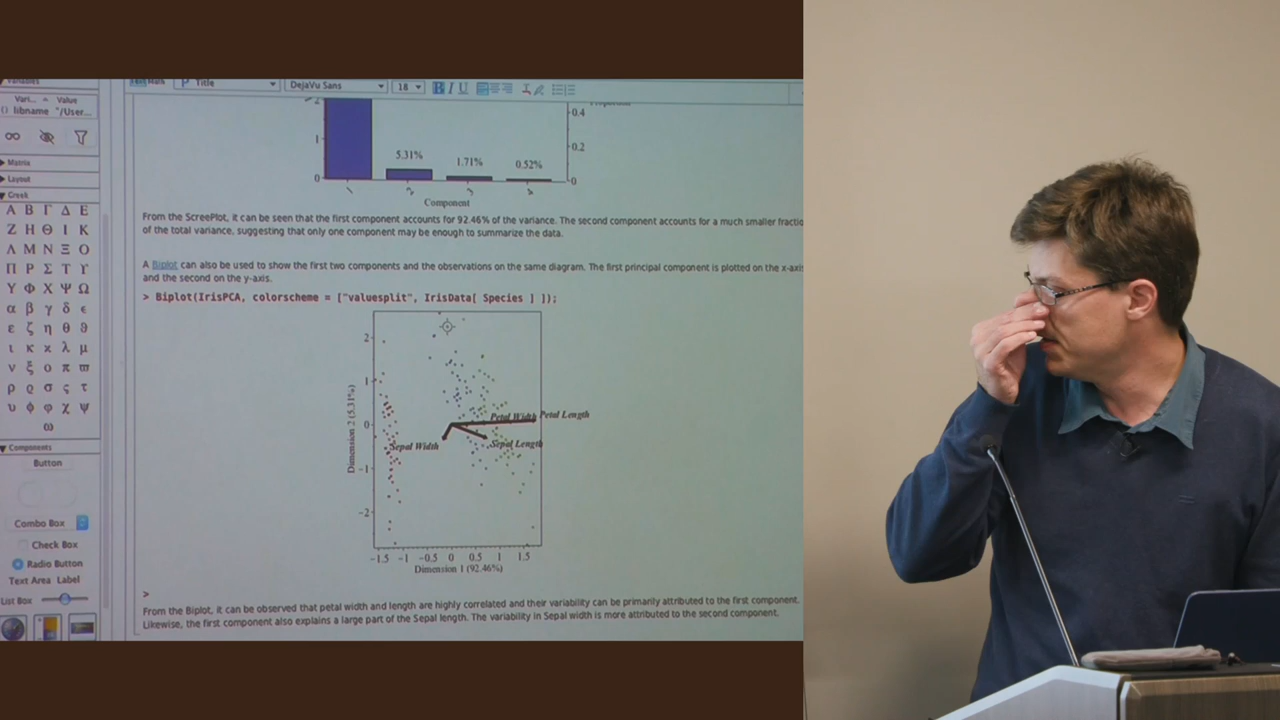 Variables
Vari... Value
libname "/User...
Matrix
Layout
Greek
Α Β Γ Δ Ε
Ζ Η Θ Ι Κ
Λ Μ Ν Ξ Ο
Π Ρ Σ Τ Υ
Υ Φ Χ Ψ Ω
α β γ δ ϵ
ε ζ η θ ϑ
ι κ ϰ λ μ
ν ξ ο π ϖ
ρ ϱ σ ς τ
υ ϕ φ χ ψ
ω
Components
Button
Combo Box
Check Box
Radio Button
Text Area Label
List Box
P Title DejaVu Sans 18 B I U
2
1
0
5.31%
1.71%
0.52%
0.4
0.2
0
1 2 3 4
Component
From the ScreePlot, it can be seen that the first component accounts for 92.46% of the variance. The second component accounts for a much smaller fractio
of the total variance, suggesting that only one component may be enough to summarize the data.
A Biplot can also be used to show the first two components and the observations on the same diagram. The first principal component is plotted on the x-axis
and the second on the y-axis.
> Biplot(IrisPCA, colorscheme = ["valuesplit", IrisData[ Species ] ]);
2
1
0
−1
−2
Dimension 2 (5.31%)
Petal Width Petal Length
Sepal Width Sepal Length
−1.5 −1 −0.5 0 0.5 1 1.5
Dimension 1 (92.46%)
>
From the Biplot, it can be observed that petal width and length are highly correlated and their variability can be primarily attributed to the first component.
Likewise, the first component also explains a large part of the Sepal length. The variability in Sepal width is more attributed to the second component.